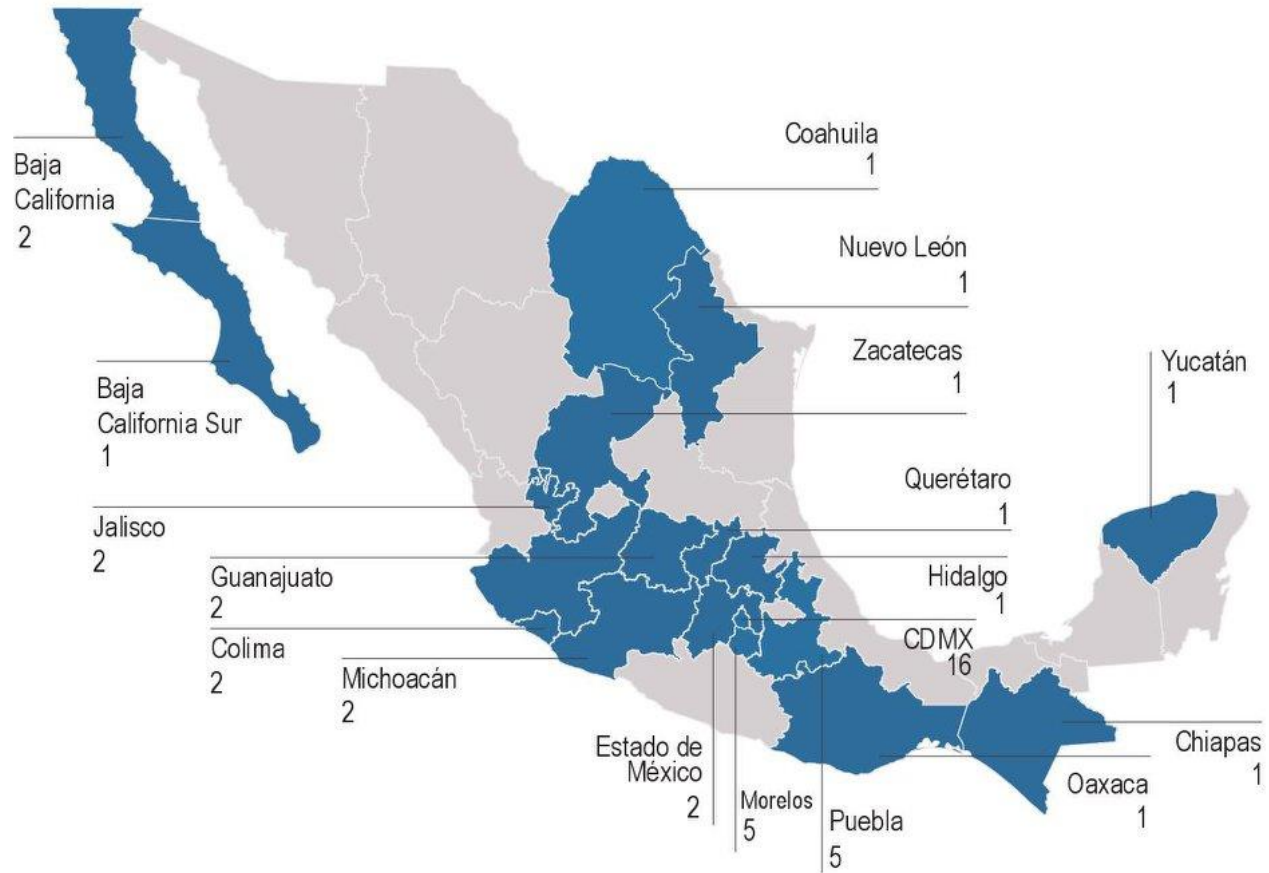 Baja
California
2
Baja
California Sur
1
Jalisco
2
Guanajuato
2
Colima
2
Michoacán
2
Estado de
México
2
Morelos
5
Puebla
5
Coahuila
1
Nuevo León
1
Zacatecas
1
Yucatán
1
Querétaro
1
Hidalgo
1
CDMX
16
Chiapas
1
Oaxaca
1